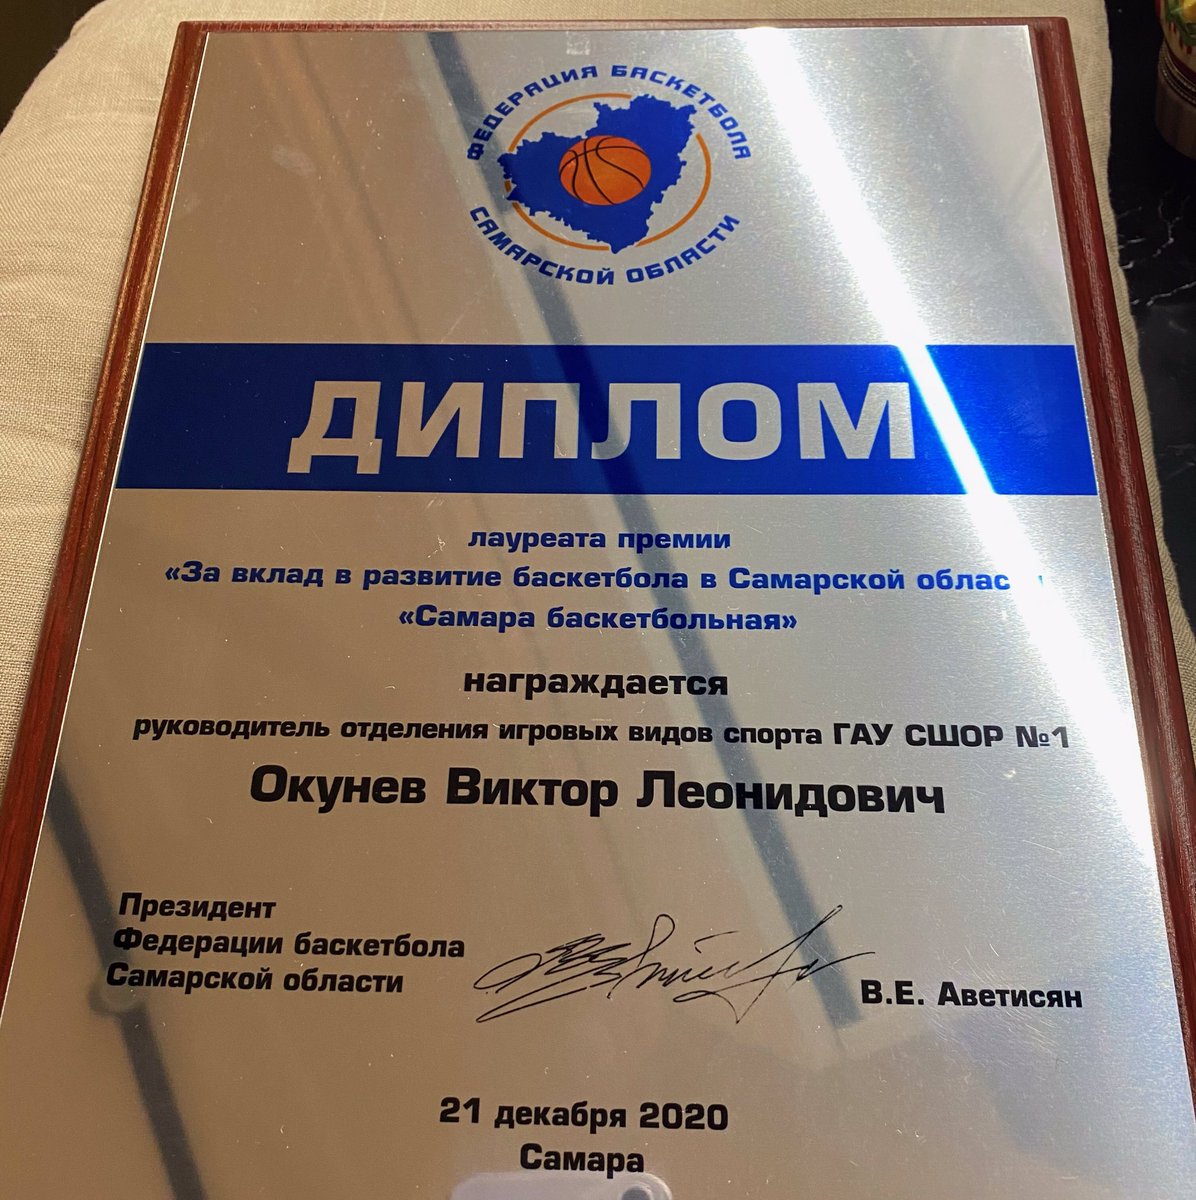 ФЕДЕРАЦИЯ БАСКЕТБОЛА
САМАРСКОЙ ОБЛАСТИ
ДИПЛОМ
лауреата премии
«За вклад в развитие баскетбола в Самарской области
«Самара баскетбольная»
награждается
руководитель отделения игровых видов спорта ГАУ СШОР №1
Окунев Виктор Леонидович
Президент
Федерации баскетбола
Самарской области
В.Е. Аветисян
21 декабря 2020
Самара